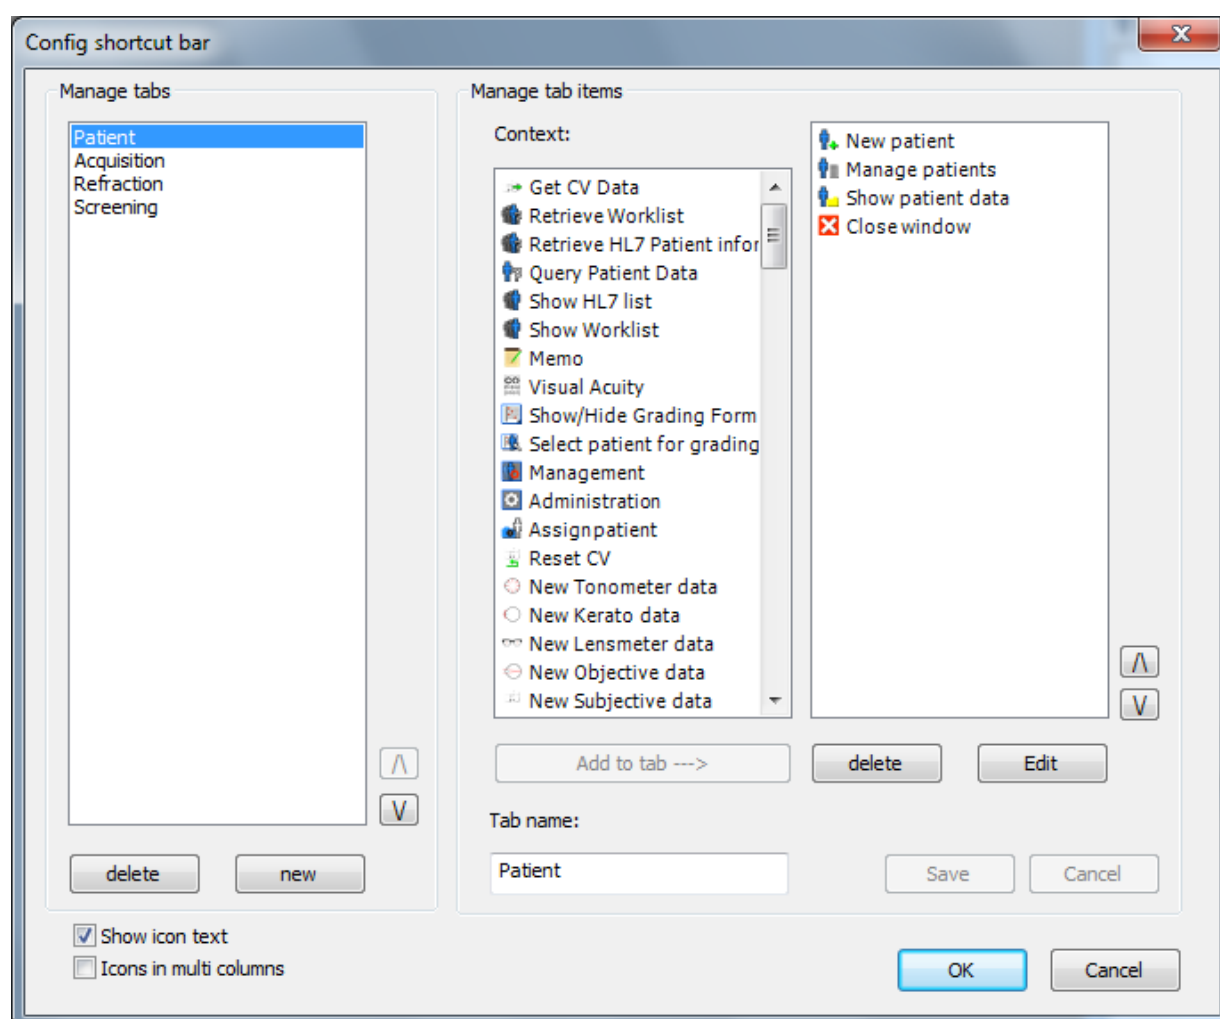 Config shortcut bar
Manage tabs
Patient
Acquisition
Refraction
Screening
delete
new
Manage tab items
Context:
Get CV Data
Retrieve Worklist
Retrieve HL7 Patient infor
Query Patient Data
Show HL7 list
Show Worklist
Memo
Visual Acuity
Show/Hide Grading Form
Select patient for grading
Management
Administration
Assign patient
Reset CV
New Tonometer data
New Kerato data
New Lensmeter data
New Objective data
New Subjective data
New patient
Manage patients
Show patient data
Close window
/\
\/
/\
\/
Add to tab --->
delete
Edit
Tab name:
Patient
Save
Cancel
Show icon text
Icons in multi columns
OK
Cancel